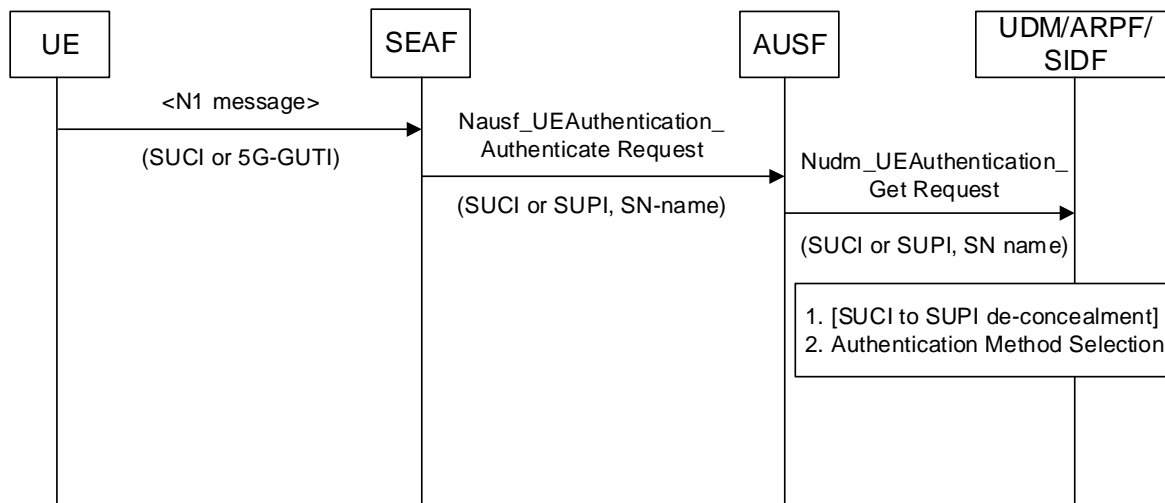 UE
SEAF
AUSF
UDM/ARPF/
SIDF
<N1 message>
(SUCI or 5G-GUTI)
Nausf_UEAuthentication_
Authenticate Request
(SUCI or SUPI, SN-name)
Nudm_UEAuthentication_
Get Request
(SUCI or SUPI, SN name)
1. [SUCI to SUPI de-concealment]
2. Authentication Method Selection